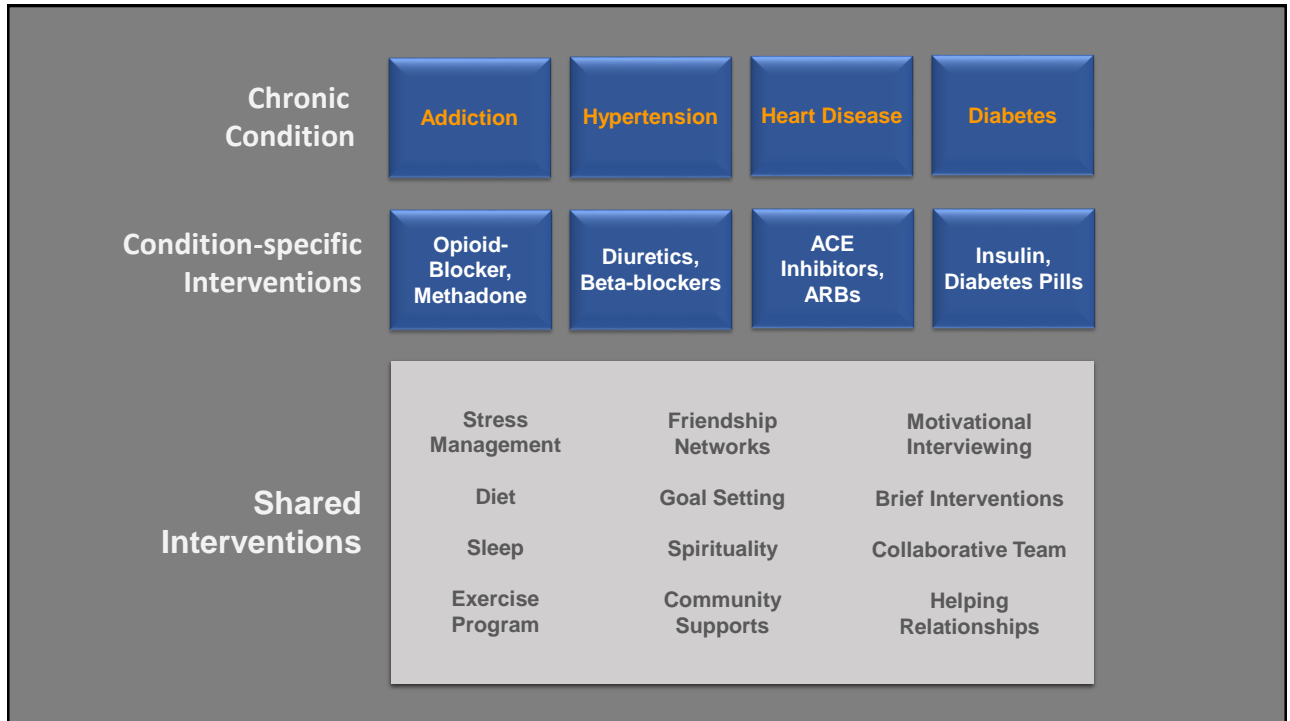 Chronic
Condition
Addiction
Hypertension
Heart Disease
Diabetes
Condition-specific
Interventions
Opioid-
Blocker,
Methadone
Diuretics,
Beta-blockers
ACE
Inhibitors,
ARBs
Insulin,
Diabetes Pills
Shared
Interventions
Stress
Management
Friendship
Networks
Motivational
Interviewing
Diet
Goal Setting
Brief Interventions
Sleep
Spirituality
Collaborative Team
Exercise
Program
Community
Supports
Helping
Relationships